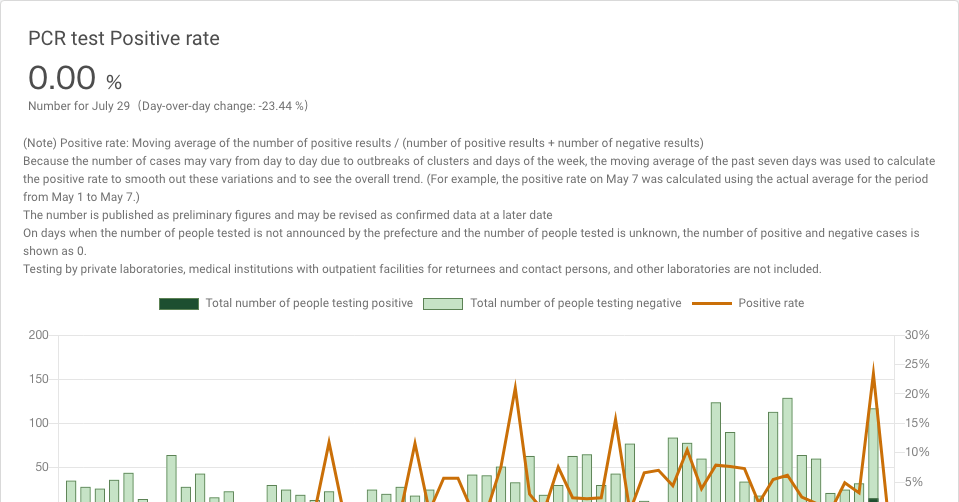 PCR test Positive rate
0.00 %
Number for July 29 (Day-over-day change: -23.44 %)
(Note) Positive rate: Moving average of the number of positive results / (number of positive results + number of negative results)
Because the number of cases may vary from day to day due to outbreaks of clusters and days of the week, the moving average of the past seven days was used to calculate
the positive rate to smooth out these variations and to see the overall trend. (For example, the positive rate on May 7 was calculated using the actual average for the period
from May 1 to May 7.)
The number is published as preliminary figures and may be revised as confirmed data at a later date
On days when the number of people tested is not announced by the prefecture and the number of people tested is unknown, the number of positive and negative cases is
shown as 0.
Testing by private laboratories, medical institutions with outpatient facilities for returnees and contact persons, and other laboratories are not included.
Total number of people testing positive Total number of people testing negative Positive rate
200 30%
25%
150 20%
100 15%
50 10%
5%